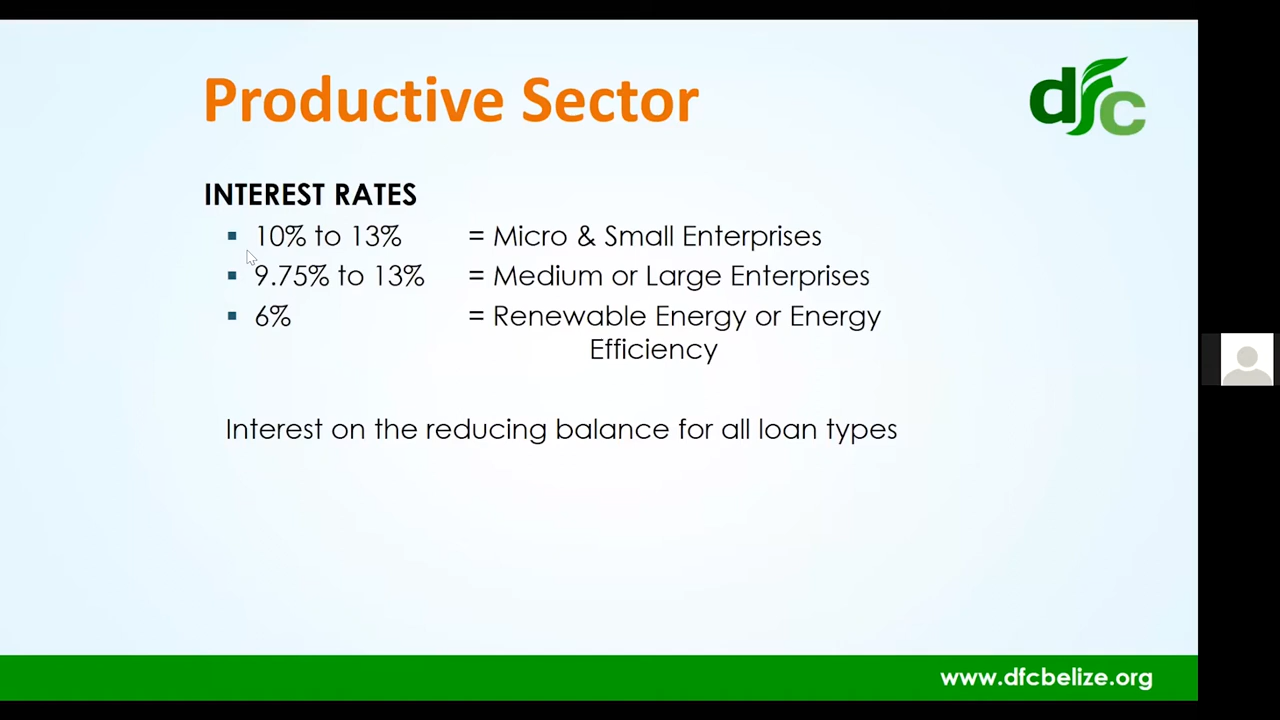 Productive Sector
dfc
INTEREST RATES
▪ 10% to 13% = Micro & Small Enterprises
▪ 9.75% to 13% = Medium or Large Enterprises
▪ 6% = Renewable Energy or Energy
Efficiency
Interest on the reducing balance for all loan types
www.dfcbelize.org